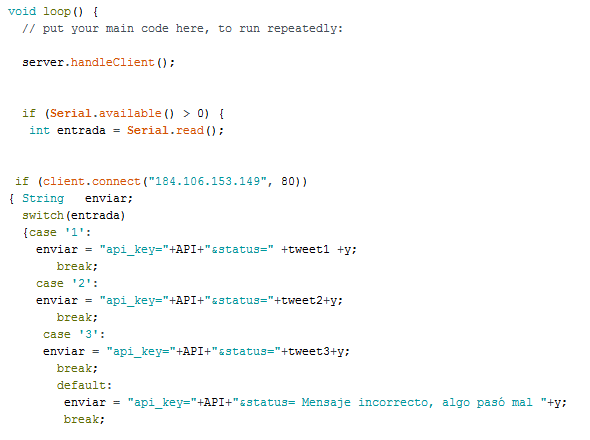 void loop() {
// put your main code here, to run repeatedly:
server.handleClient();
if (Serial.available() > 0) {
int entrada = Serial.read();
if (client.connect("184.106.153.149", 80))
{ String enviar;
switch(entrada)
{case '1':
enviar = "api_key="+API+"&status=" +tweet1 +y;
break;
case '2':
enviar = "api_key="+API+"&status="+tweet2+y;
break;
case '3':
enviar = "api_key="+API+"&status="+tweet3+y;
break;
default:
enviar = "api_key="+API+"&status= Mensaje incorrecto, algo pasó mal "+y;
break;